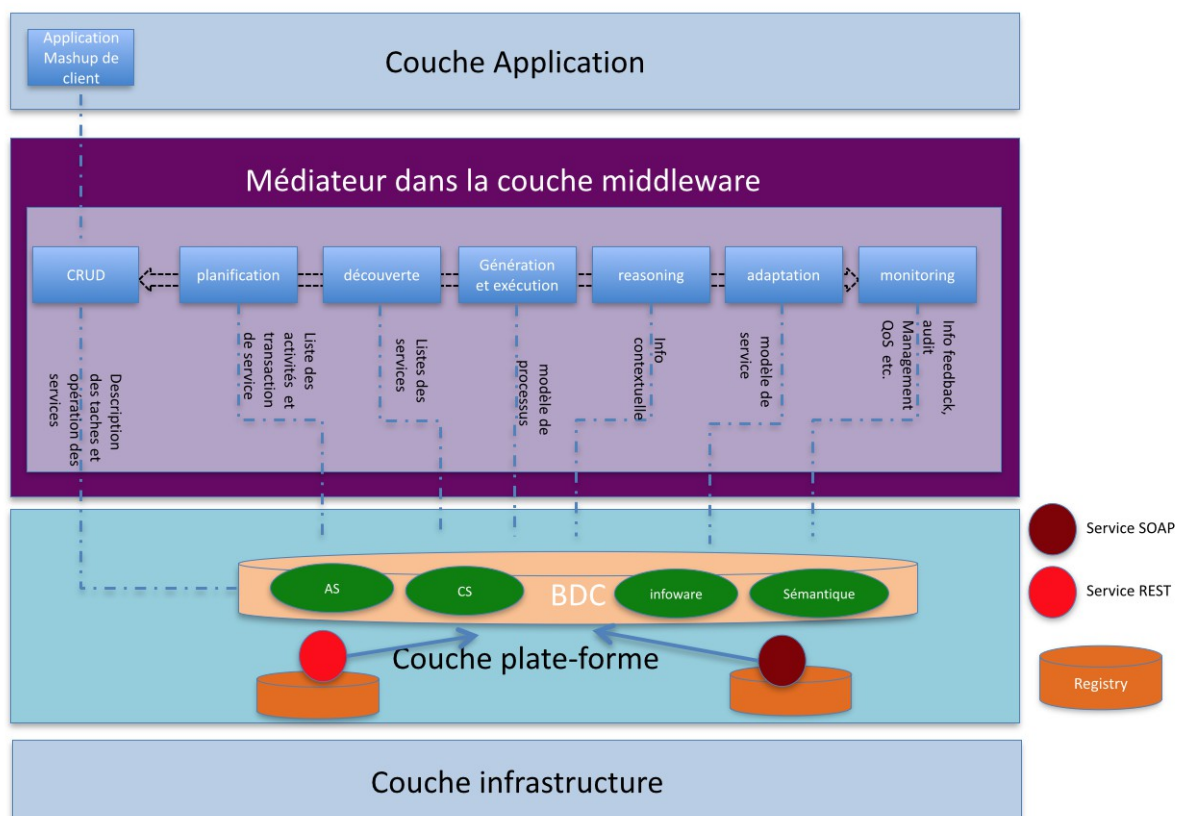 Application
Mashup de
client
Couche Application
Médiateur dans la couche middleware
CRUD
planification
découverte
Génération
et exécution
reasoning
adaptation
monitoring
Description
des taches et
opération des
services
Liste des
activités et
transaction
de service
Listes des
services
modèle de
processus
Info
contextuelle
modèle de
service
Info feedback,
audit
Management
QoS etc.
AS
CS
BDC
infoware
Sémantique
Couche plate-forme
Service SOAP
Service REST
Registry
Couche infrastructure